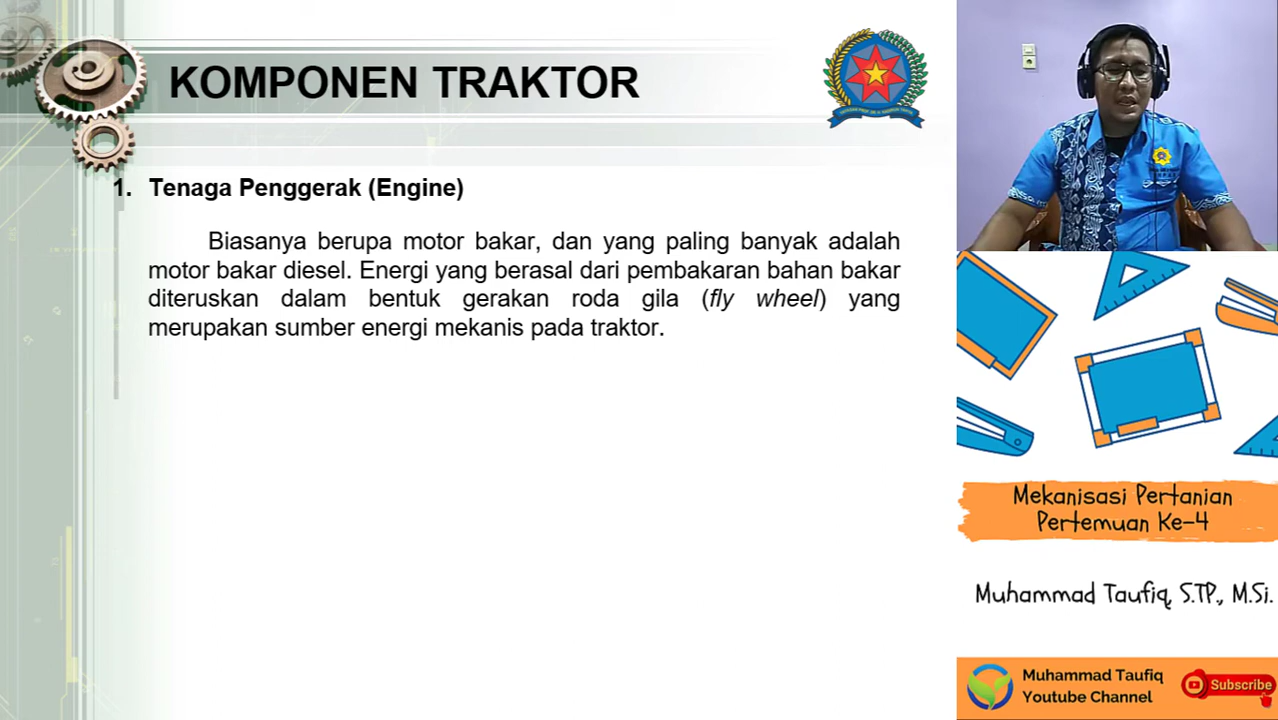 KOMPONEN TRAKTOR
1. Tenaga Penggerak (Engine)
Biasanya berupa motor bakar, dan yang paling banyak adalah
motor bakar diesel. Energi yang berasal dari pembakaran bahan bakar
diteruskan dalam bentuk gerakan roda gila (fly wheel) yang
merupakan sumber energi mekanis pada traktor.
Mekanisasi Pertanian
Pertemuan Ke-4
Muhammad Taufiq, S.TP., M.Si.
Muhammad Taufiq
Youtube Channel
Subscribe